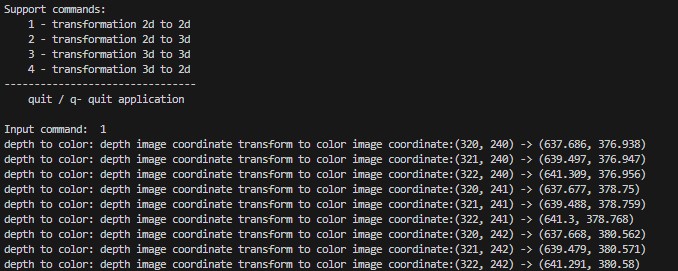 Support commands:
    1 - transformation 2d to 2d
    2 - transformation 2d to 3d
    3 - transformation 3d to 3d
    4 - transformation 3d to 2d
-------------------------------
    quit / q- quit application

Input command:  1
depth to color: depth image coordinate transform to color image coordinate:(320, 240) -> (637.686, 376.938)
depth to color: depth image coordinate transform to color image coordinate:(321, 240) -> (639.497, 376.947)
depth to color: depth image coordinate transform to color image coordinate:(322, 240) -> (641.309, 376.956)
depth to color: depth image coordinate transform to color image coordinate:(320, 241) -> (637.677, 378.75)
depth to color: depth image coordinate transform to color image coordinate:(321, 241) -> (639.488, 378.759)
depth to color: depth image coordinate transform to color image coordinate:(322, 241) -> (641.3, 378.768)
depth to color: depth image coordinate transform to color image coordinate:(320, 242) -> (637.668, 380.562)
depth to color: depth image coordinate transform to color image coordinate:(321, 242) -> (639.479, 380.571)
depth to color: depth image coordinate transform to color image coordinate:(322, 242) -> (641.291, 380.58)